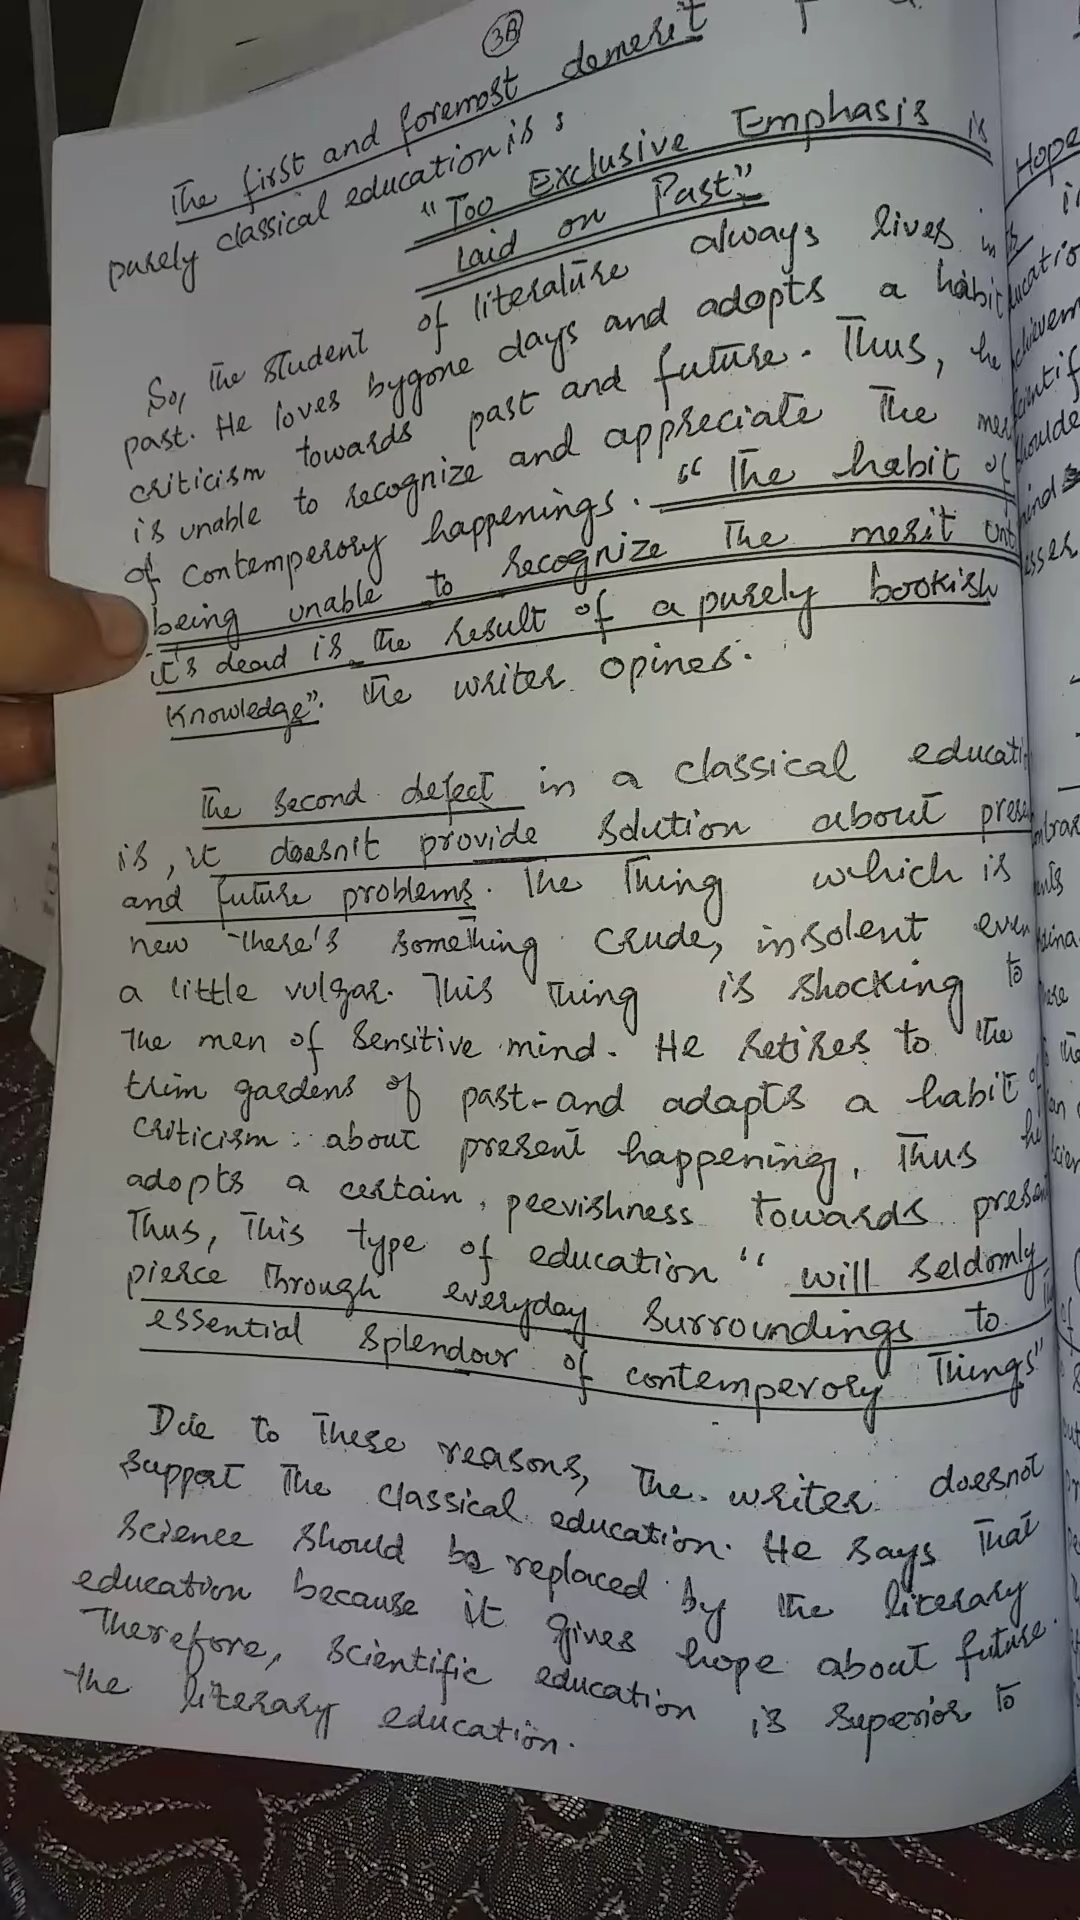 3B
The first and foremost demerit
purely classical education is :
"Too Exclusive Emphasis is
Laid on Past"
So, the student of literature always lives in
past. He loves bygone days and adopts a habit
criticism towards past and future. Thus, he
is unable to recognize and appreciate the
of contemperory happenings. "The habit of
being unable to recognize the merit
it's dead is the result of a purely bookish
knowledge". The writer opines.
The second defect in a classical
is, it doesn't provide solution about
and future problems. The thing which is
new there's something crude, insolent even
a little vulgar. This thing is shocking to
the men of sensitive mind. He retires to the
trim gardens of past- and adapts a habit of
criticism about present happening, Thus he
adopts a certain peevishness towards
Thus, this type of education "will seldomly
pierce through everyday surroundings to
essential splendour of contemperory things"
Due to these reasons, the writer doesnot
support the classical education. He says that
science should be replaced by the literary
education because it gives hope about future.
Therefore, scientific education is superior to
the literary education.
Hope